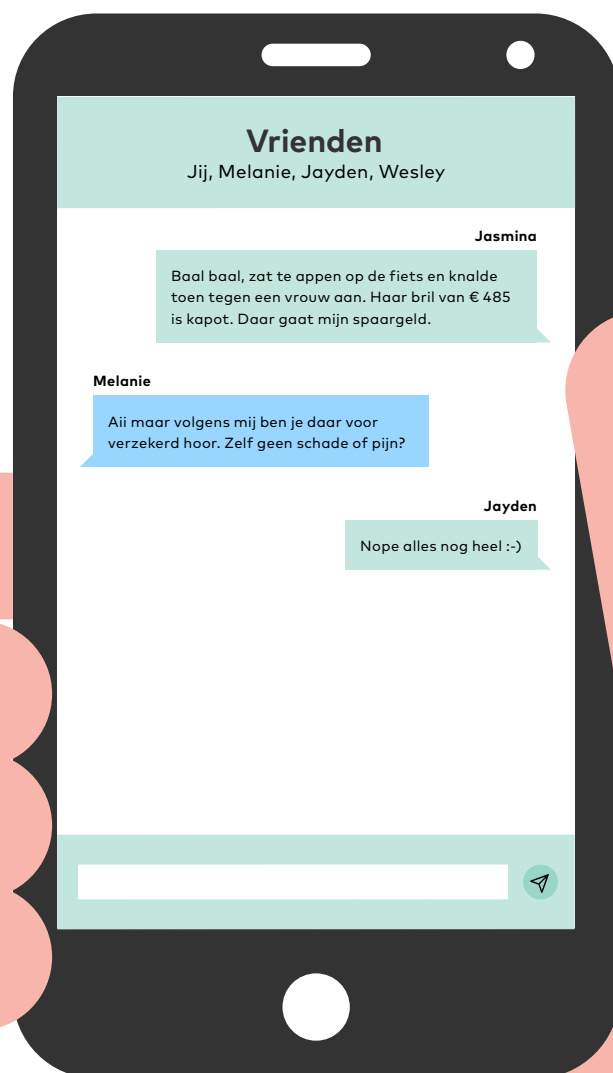 Vrienden
Jij, Melanie, Jayden, Wesley
Jasmina
Baal baal, zat te appen op de fiets en knalde
toen tegen een vrouw aan. Haar bril van € 485
is kapot. Daar gaat mijn spaargeld.
Melanie
Aii maar volgens mij ben je daar voor
verzekerd hoor. Zelf geen schade of pijn?
Jayden
Nope alles nog heel :-)